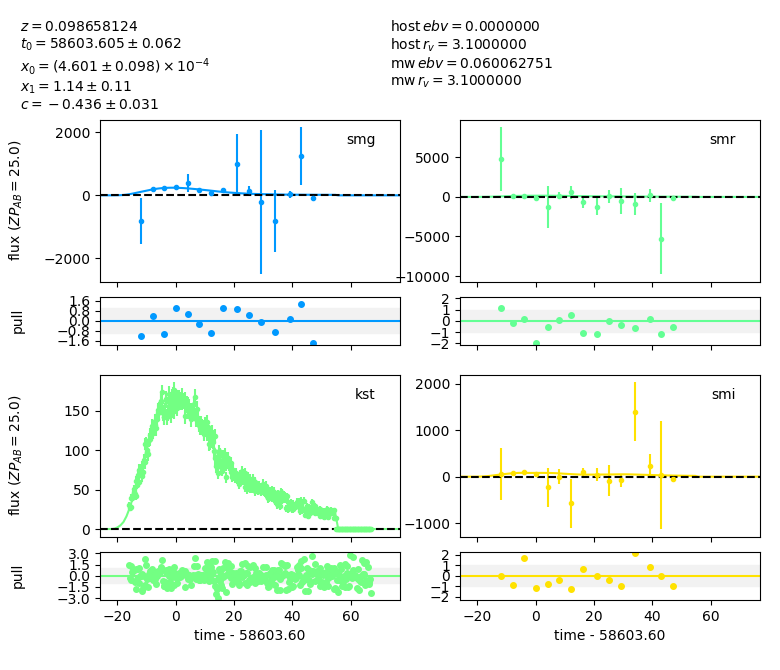 z = 0.098658124
t₀ = 58603.605 ± 0.062
x₀ = (4.601 ± 0.098) × 10⁻⁴
x₁ = 1.14 ± 0.11
c = −0.436 ± 0.031
host ebv = 0.0000000
host r_v = 3.1000000
mw ebv = 0.060062751
mw r_v = 3.1000000
flux (ZP_AB = 25.0)
2000
0
−2000
smg
5000
0
−5000
−10000
smr
pull
1.6
0.8
0.0
−0.8
−1.6
2
1
0
−1
−2
flux (ZP_AB = 25.0)
150
100
50
0
kst
2000
1000
0
−1000
smi
pull
3.0
1.5
0.0
−1.5
−3.0
2
1
0
−1
−2
−20 0 20 40 60
−20 0 20 40 60
time - 58603.60
time - 58603.60